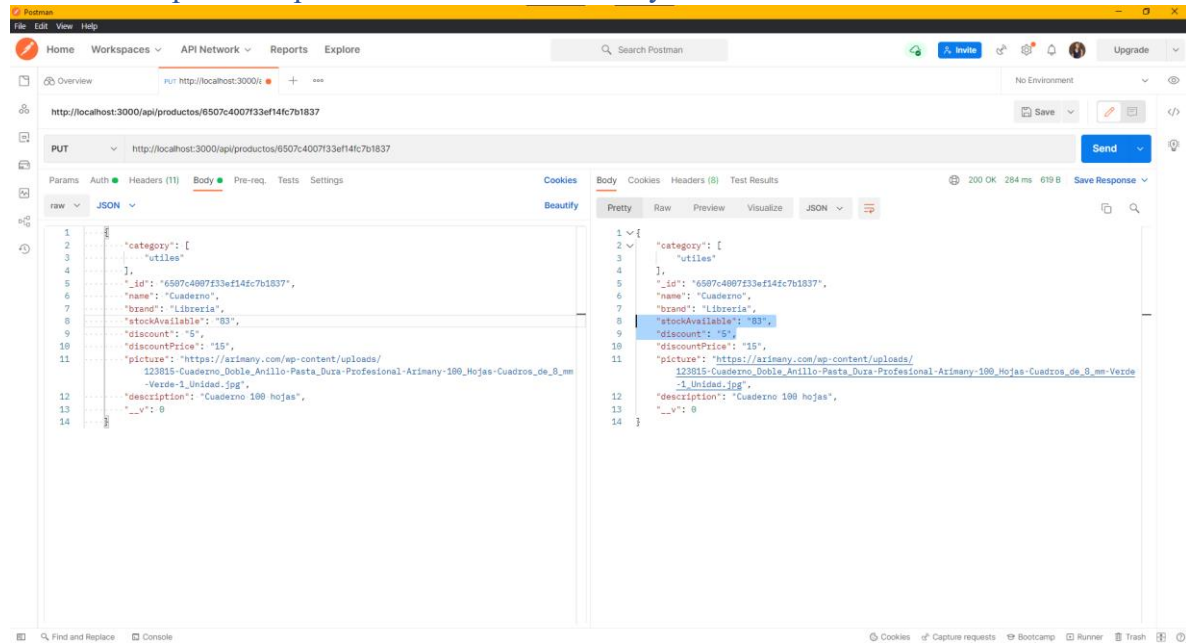 Postman
File Edit View Help
Home Workspaces API Network Reports Explore
Search Postman
Invite
Upgrade
Overview
PUT http://localhost:3000/a
No Environment
http://localhost:3000/api/productos/6507c4007f33ef14fc7b1837
Save
PUT http://localhost:3000/api/productos/6507c4007f33ef14fc7b1837
Send
Params Auth Headers (11) Body Pre-req. Tests Settings Cookies
raw JSON Beautify
1 {
2 "category": [
3 "utiles"
4 ],
5 "_id": "6507c4007f33ef14fc7b1837",
6 "name": "Cuaderno",
7 "brand": "Libreria",
8 "stockAvailable": "83",
9 "discount": "5",
10 "discountPrice": "15",
11 "picture": "https://arimany.com/wp-content/uploads/
123815-Cuaderno_Doble_Anillo-Pasta_Dura-Profesional-Arimany-100_Hojas-Cuadros_de_8_mm
-Verde-1_Unidad.jpg",
12 "description": "Cuaderno 100 hojas",
13 "__v": 0
14 }
Body Cookies Headers (8) Test Results
200 OK 284 ms 619 B Save Response
Pretty Raw Preview Visualize JSON
1 {
2 "category": [
3 "utiles"
4 ],
5 "_id": "6507c4007f33ef14fc7b1837",
6 "name": "Cuaderno",
7 "brand": "Libreria",
8 "stockAvailable": "83",
9 "discount": "5",
10 "discountPrice": "15",
11 "picture": "https://arimany.com/wp-content/uploads/
123815-Cuaderno_Doble_Anillo-Pasta_Dura-Profesional-Arimany-100_Hojas-Cuadros_de_8_mm-Verde
-1_Unidad.jpg",
12 "description": "Cuaderno 100 hojas",
13 "__v": 0
14 }
Find and Replace Console
Cookies Capture requests Bootcamp Runner Trash